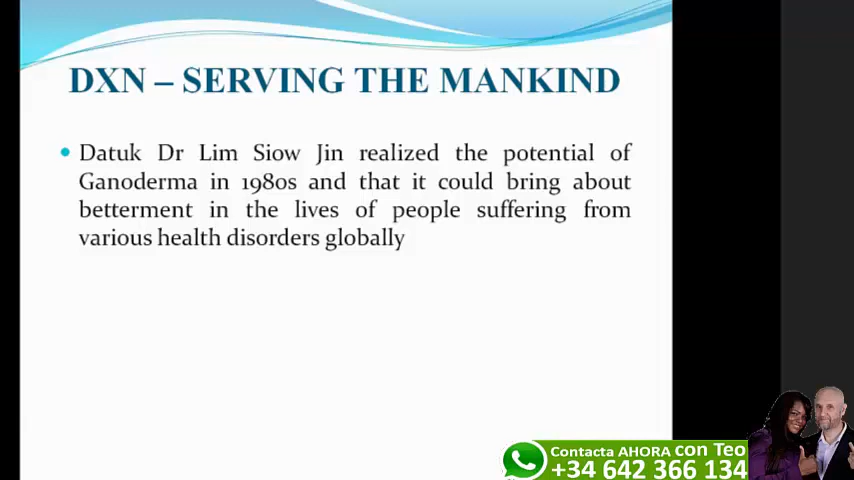 DXN – SERVING THE MANKIND
Datuk Dr Lim Siow Jin realized the potential of
Ganoderma in 1980s and that it could bring about
betterment in the lives of people suffering from
various health disorders globally
Contacta AHORA con Teo
+34 642 366 134